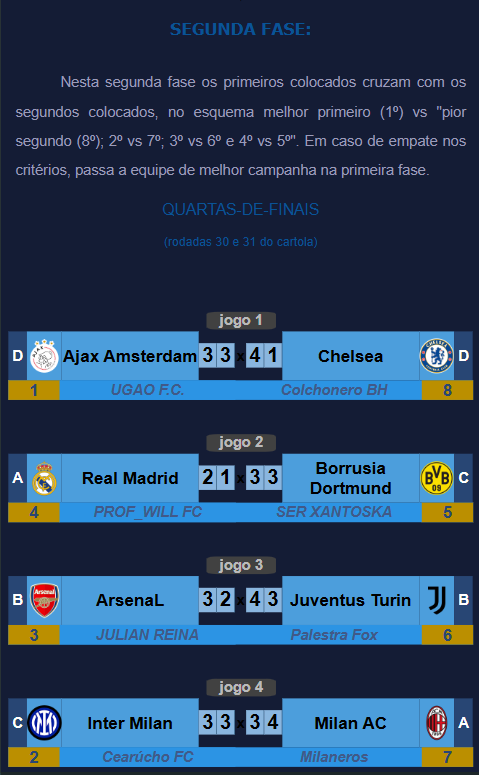 SEGUNDA FASE:
Nesta segunda fase os primeiros colocados cruzam com os
segundos colocados, no esquema melhor primeiro (1º) vs "pior
segundo (8º); 2º vs 7º; 3º vs 6º e 4º vs 5º". Em caso de empate nos
critérios, passa a equipe de melhor campanha na primeira fase.
QUARTAS-DE-FINAIS
(rodadas 30 e 31 do cartola)
jogo 1
D Ajax Amsterdam 3 3 x 4 1 Chelsea D
1 UGAO F.C. Colchonero BH 8
jogo 2
A Real Madrid 2 1 x 3 3 Borrusia Dortmund BVB 09 C
4 PROF_WILL FC SER XANTOSKA 5
jogo 3
B Arsenal ArsenaL 3 2 x 4 3 Juventus Turin B
3 JULIAN REINA Palestra Fox 6
jogo 4
C Inter Milan 3 3 x 3 4 Milan AC A
2 Cearúcho FC Milaneros 7